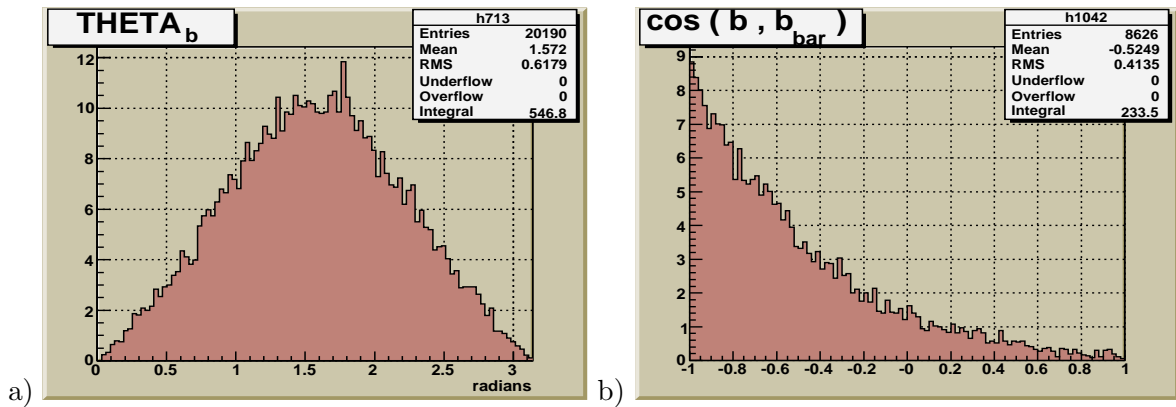 THETA b
h713
Entries 20190
Mean 1.572
RMS 0.6179
Underflow 0
Overflow 0
Integral 546.8
12
10
8
6
4
2
0
0 0.5 1 1.5 2 2.5 3
radians
a)
cos ( b , b bar )
h1042
Entries 8626
Mean -0.5249
RMS 0.4135
Underflow 0
Overflow 0
Integral 233.5
9
8
7
6
5
4
3
2
1
0
-1 -0.8 -0.6 -0.4 -0.2 -0 0.2 0.4 0.6 0.8 1
b)